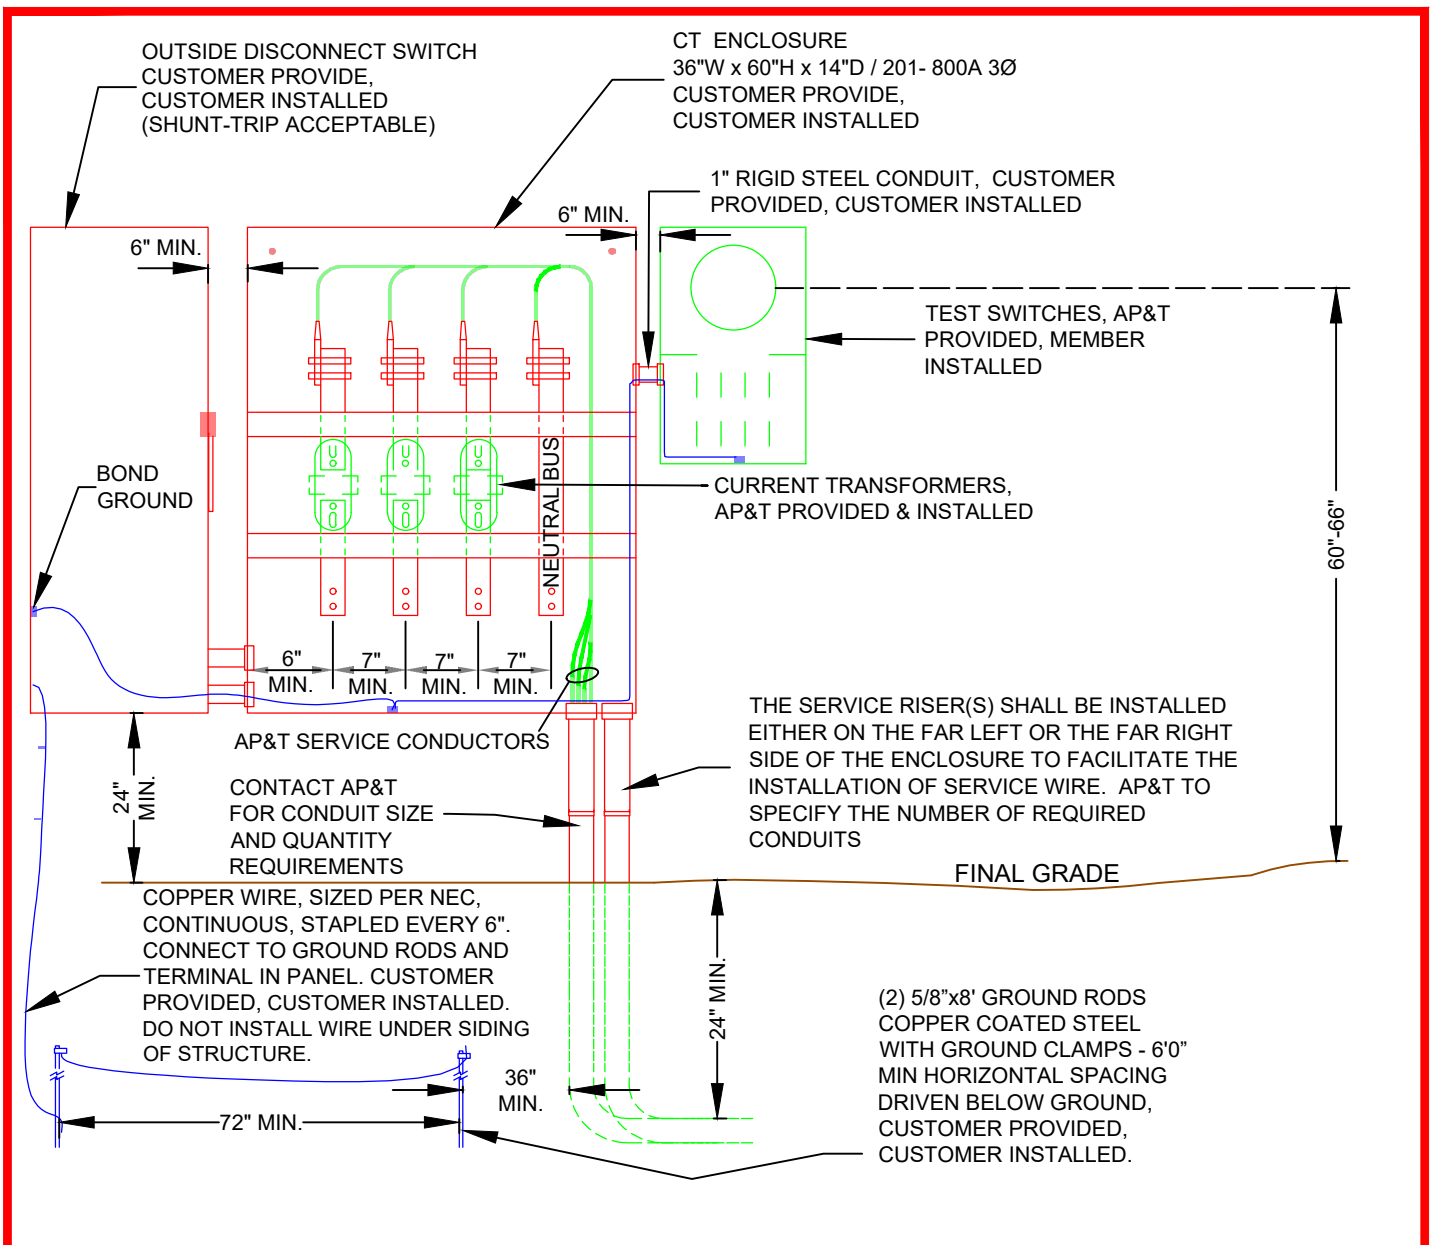 OUTSIDE DISCONNECT SWITCH
CUSTOMER PROVIDE,
CUSTOMER INSTALLED
(SHUNT-TRIP ACCEPTABLE)
CT ENCLOSURE
36"W x 60"H x 14"D / 201- 800A 3Ø
CUSTOMER PROVIDE,
CUSTOMER INSTALLED
1" RIGID STEEL CONDUIT, CUSTOMER
PROVIDED, CUSTOMER INSTALLED
6" MIN.
6" MIN.
TEST SWITCHES, AP&T
PROVIDED, MEMBER
INSTALLED
BOND
GROUND
NEUTRAL BUS
CURRENT TRANSFORMERS,
AP&T PROVIDED & INSTALLED
60"-66"
6"
MIN.
7"
MIN.
7"
MIN.
7"
MIN.
AP&T SERVICE CONDUCTORS
THE SERVICE RISER(S) SHALL BE INSTALLED
EITHER ON THE FAR LEFT OR THE FAR RIGHT
SIDE OF THE ENCLOSURE TO FACILITATE THE
INSTALLATION OF SERVICE WIRE. AP&T TO
SPECIFY THE NUMBER OF REQUIRED
CONDUITS
24"
MIN.
CONTACT AP&T
FOR CONDUIT SIZE
AND QUANTITY
REQUIREMENTS
FINAL GRADE
COPPER WIRE, SIZED PER NEC,
CONTINUOUS, STAPLED EVERY 6".
CONNECT TO GROUND RODS AND
TERMINAL IN PANEL. CUSTOMER
PROVIDED, CUSTOMER INSTALLED.
DO NOT INSTALL WIRE UNDER SIDING
OF STRUCTURE.
24" MIN.
(2) 5/8”x8' GROUND RODS
COPPER COATED STEEL
WITH GROUND CLAMPS - 6'0”
MIN HORIZONTAL SPACING
DRIVEN BELOW GROUND,
CUSTOMER PROVIDED,
CUSTOMER INSTALLED.
36"
MIN.
72" MIN.